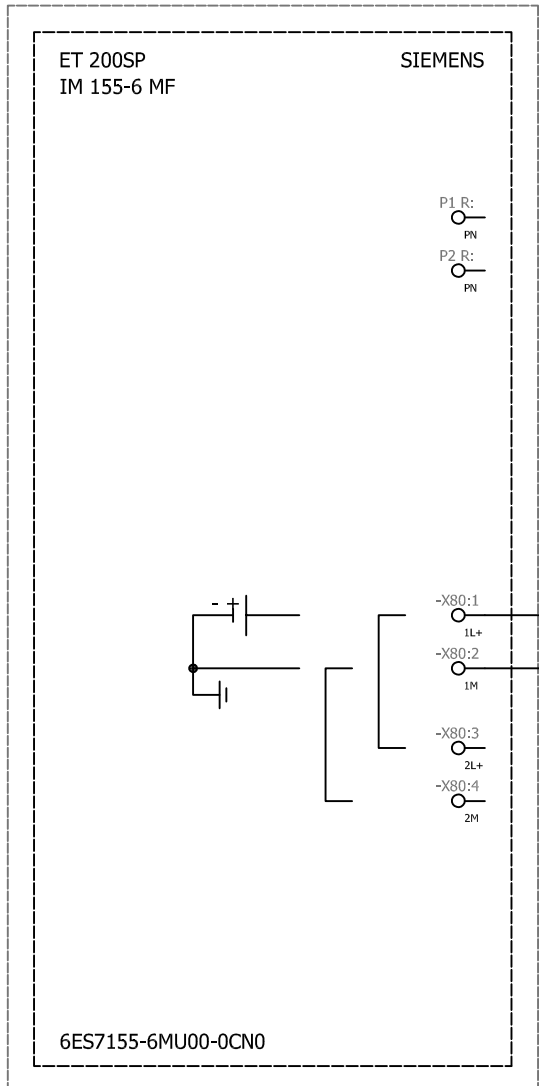 ET 200SP
SIEMENS
IM 155-6 MF
P1 R:
PN
P2 R:
PN
- +
-X80:1
1L+
-X80:2
1M
-X80:3
2L+
-X80:4
2M
6ES7155-6MU00-0CN0